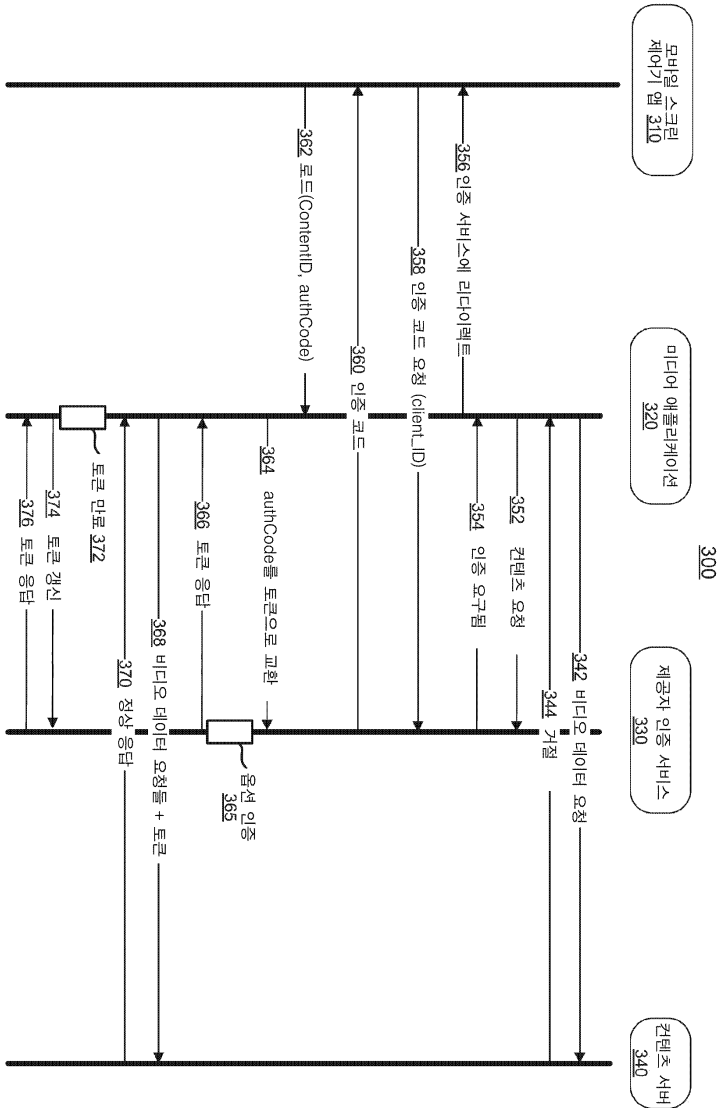 300
모바일 스크린
제어기 앱 310
미디어 애플리케이션
320
제공자 인증 서비스
330
컨텐츠 서버
340
342 비디오 데이터 요청
344 거절
352 컨텐츠 요청
354 인증 요구됨
356 인증 서비스에 리다이렉트
358 인증 코드 요청 (client_ID)
360 인증 코드
362 로드(ContentID, authCode)
364 authCode를 토큰으로 교환
옵션 인증
365
366 토큰 응답
368 비디오 데이터 요청들 + 토큰
370 정상 응답
토큰 만료 372
374 토큰 갱신
376 토큰 응답